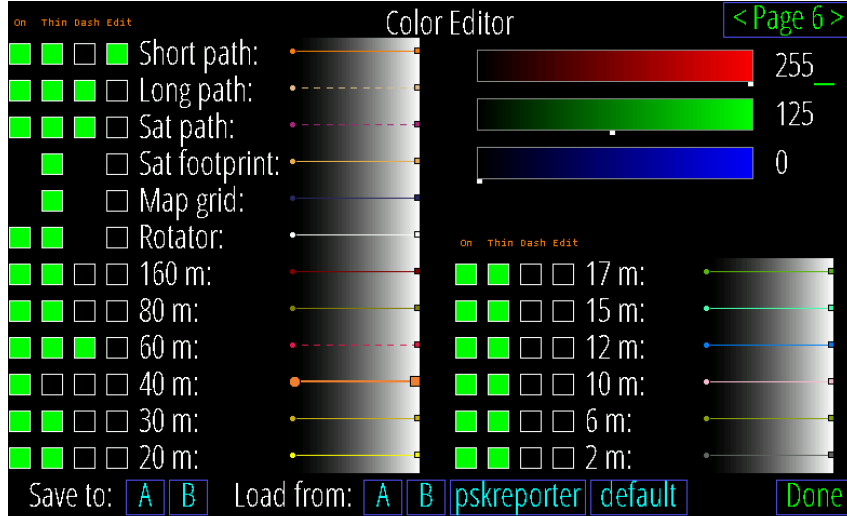 Color Editor
< Page 6 >
On Thin Dash Edit
Short path:
Long path:
Sat path:
Sat footprint:
Map grid:
Rotator:
160 m:
80 m:
60 m:
40 m:
30 m:
20 m:
255
125
0
On Thin Dash Edit
17 m:
15 m:
12 m:
10 m:
6 m:
2 m:
Save to: A B Load from: A B pskreporter default Done